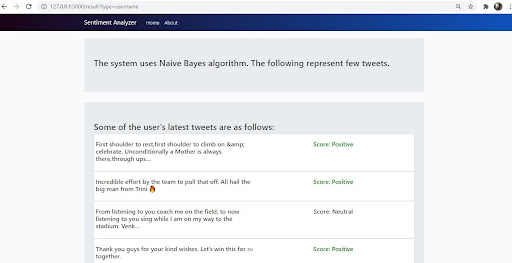 127.0.0.1:5000/result?type=username
Sentiment Analyzer Home About
The system uses Naive Bayes algorithm. The following represent few tweets.
Some of the user's latest tweets are as follows:
First shoulder to rest,first shoulder to climb on &amp; Score: Positive
celebrate. Unconditionally a Mother is always
there,through ups...
Incredible effort by the team to pull that off. All hail the Score: Positive
big man from Trini 🔥
From listening to you coach me on the field, to now Score: Neutral
listening to you sing while I am on my way to the
stadium. Venk...
Thank you guys for your kind wishes. Let's win this for Score: Positive
together.